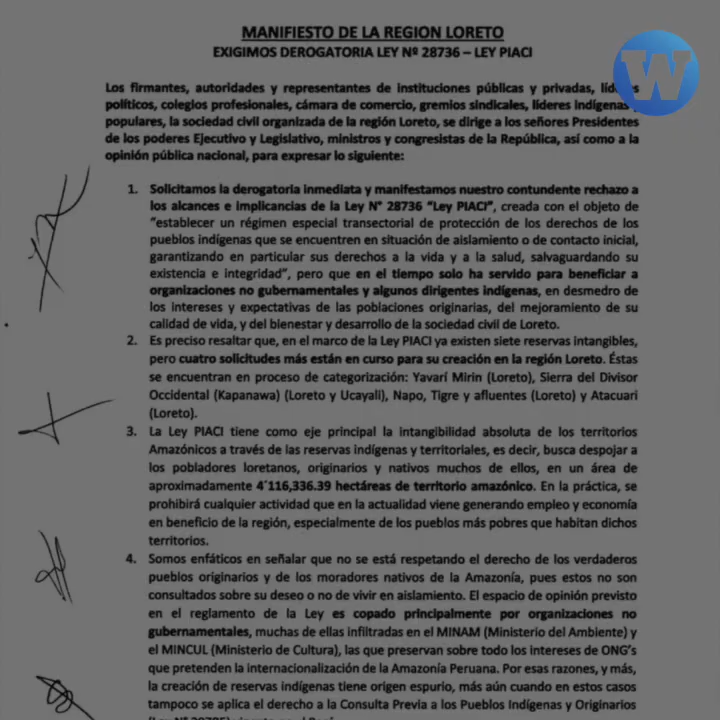 MANIFIESTO DE LA REGION LORETO
EXIGIMOS DEROGATORIA LEY Nº 28736 – LEY PIACI
W
Los firmantes, autoridades y representantes de instituciones públicas y privadas, líderes
políticos, colegios profesionales, cámara de comercio, gremios sindicales, líderes indígenas
populares, la sociedad civil organizada de la región Loreto, se dirige a los señores Presidentes
de los poderes Ejecutivo y Legislativo, ministros y congresistas de la República, así como a la
opinión pública nacional, para expresar lo siguiente:
1. Solicitamos la derogatoria inmediata y manifestamos nuestro contundente rechazo a
los alcances e implicancias de la Ley N° 28736 “Ley PIACI”, creada con el objeto de
“establecer un régimen especial transectorial de protección de los derechos de los
pueblos indígenas que se encuentren en situación de aislamiento o de contacto inicial,
garantizando en particular sus derechos a la vida y a la salud, salvaguardando su
existencia e integridad”, pero que en el tiempo solo ha servido para beneficiar a
organizaciones no gubernamentales y algunos dirigentes indígenas, en desmedro de
los intereses y expectativas de las poblaciones originarias, del mejoramiento de su
calidad de vida, y del bienestar y desarrollo de la sociedad civil de Loreto.
2. Es preciso resaltar que, en el marco de la Ley PIACI ya existen siete reservas intangibles,
pero cuatro solicitudes más están en curso para su creación en la región Loreto. Éstas
se encuentran en proceso de categorización: Yavarí Mirin (Loreto), Sierra del Divisor
Occidental (Kapanawa) (Loreto y Ucayali), Napo, Tigre y afluentes (Loreto) y Atacuari
(Loreto).
3. La Ley PIACI tiene como eje principal la intangibilidad absoluta de los territorios
Amazónicos a través de las reservas indígenas y territoriales, es decir, busca despojar a
los pobladores loretanos, originarios y nativos muchos de ellos, en un área de
aproximadamente 4´116,336.39 hectáreas de territorio amazónico. En la práctica, se
prohibirá cualquier actividad que en la actualidad viene generando empleo y economía
en beneficio de la región, especialmente de los pueblos más pobres que habitan dichos
territorios.
4. Somos enfáticos en señalar que no se está respetando el derecho de los verdaderos
pueblos originarios y de los moradores nativos de la Amazonía, pues estos no son
consultados sobre su deseo o no de vivir en aislamiento. El espacio de opinión previsto
en el reglamento de la Ley es copado principalmente por organizaciones no
gubernamentales, muchas de ellas infiltradas en el MINAM (Ministerio del Ambiente) y
el MINCUL (Ministerio de Cultura), las que preservan sobre todo los intereses de ONG's
que pretenden la internacionalización de la Amazonía Peruana. Por esas razones, y más,
la creación de reservas indígenas tiene origen espurio, más aún cuando en estos casos
tampoco se aplica el derecho a la Consulta Previa a los Pueblos Indígenas y Originarios